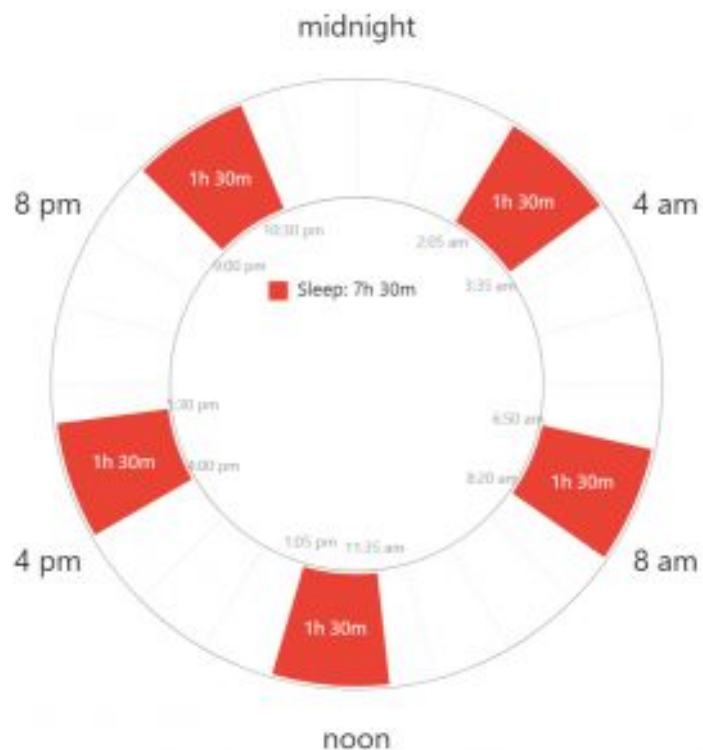 midnight
1h 30m
1h 30m
8 pm
4 am
10:30 pm
2:05 am
9:00 pm
3:35 am
Sleep: 7h 30m
5:30 pm
6:50 am
1h 30m
4:00 pm
8:20 am
1h 30m
1:05 pm
11:35 am
4 pm
8 am
1h 30m
noon